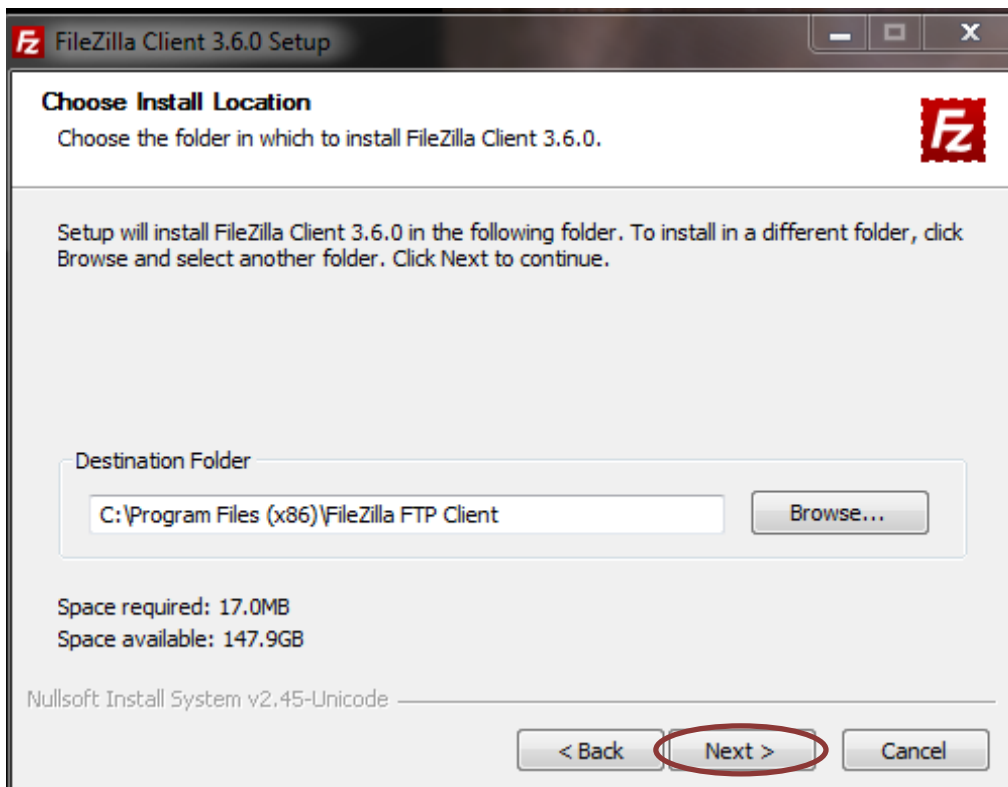 FileZilla Client 3.6.0 Setup
Choose Install Location
Choose the folder in which to install FileZilla Client 3.6.0.
Fz
Setup will install FileZilla Client 3.6.0 in the following folder. To install in a different folder, click
Browse and select another folder. Click Next to continue.
Destination Folder
C:\Program Files (x86)\FileZilla FTP Client
Browse...
Space required: 17.0MB
Space available: 147.9GB
Nullsoft Install System v2.45-Unicode
< Back
Next >
Cancel